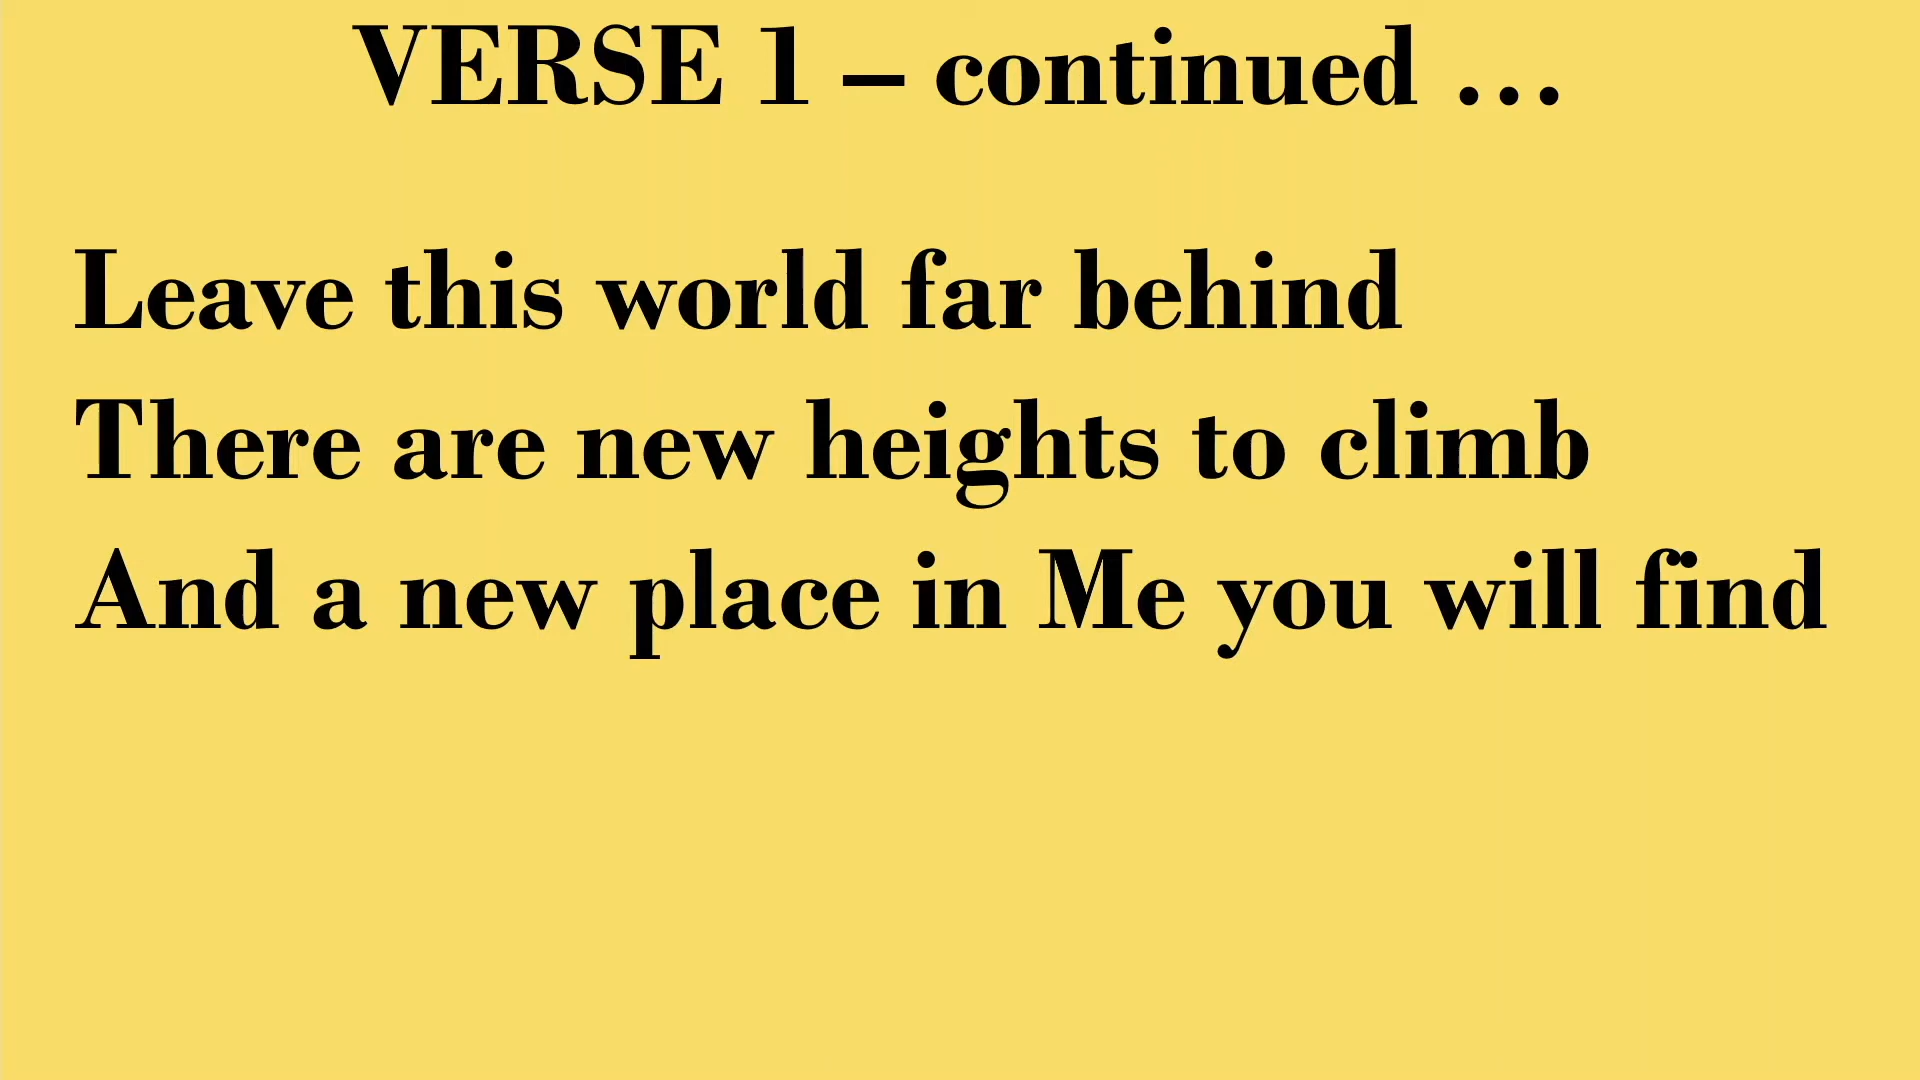 VERSE 1 – continued …
Leave this world far behind
There are new heights to climb
And a new place in Me you will find